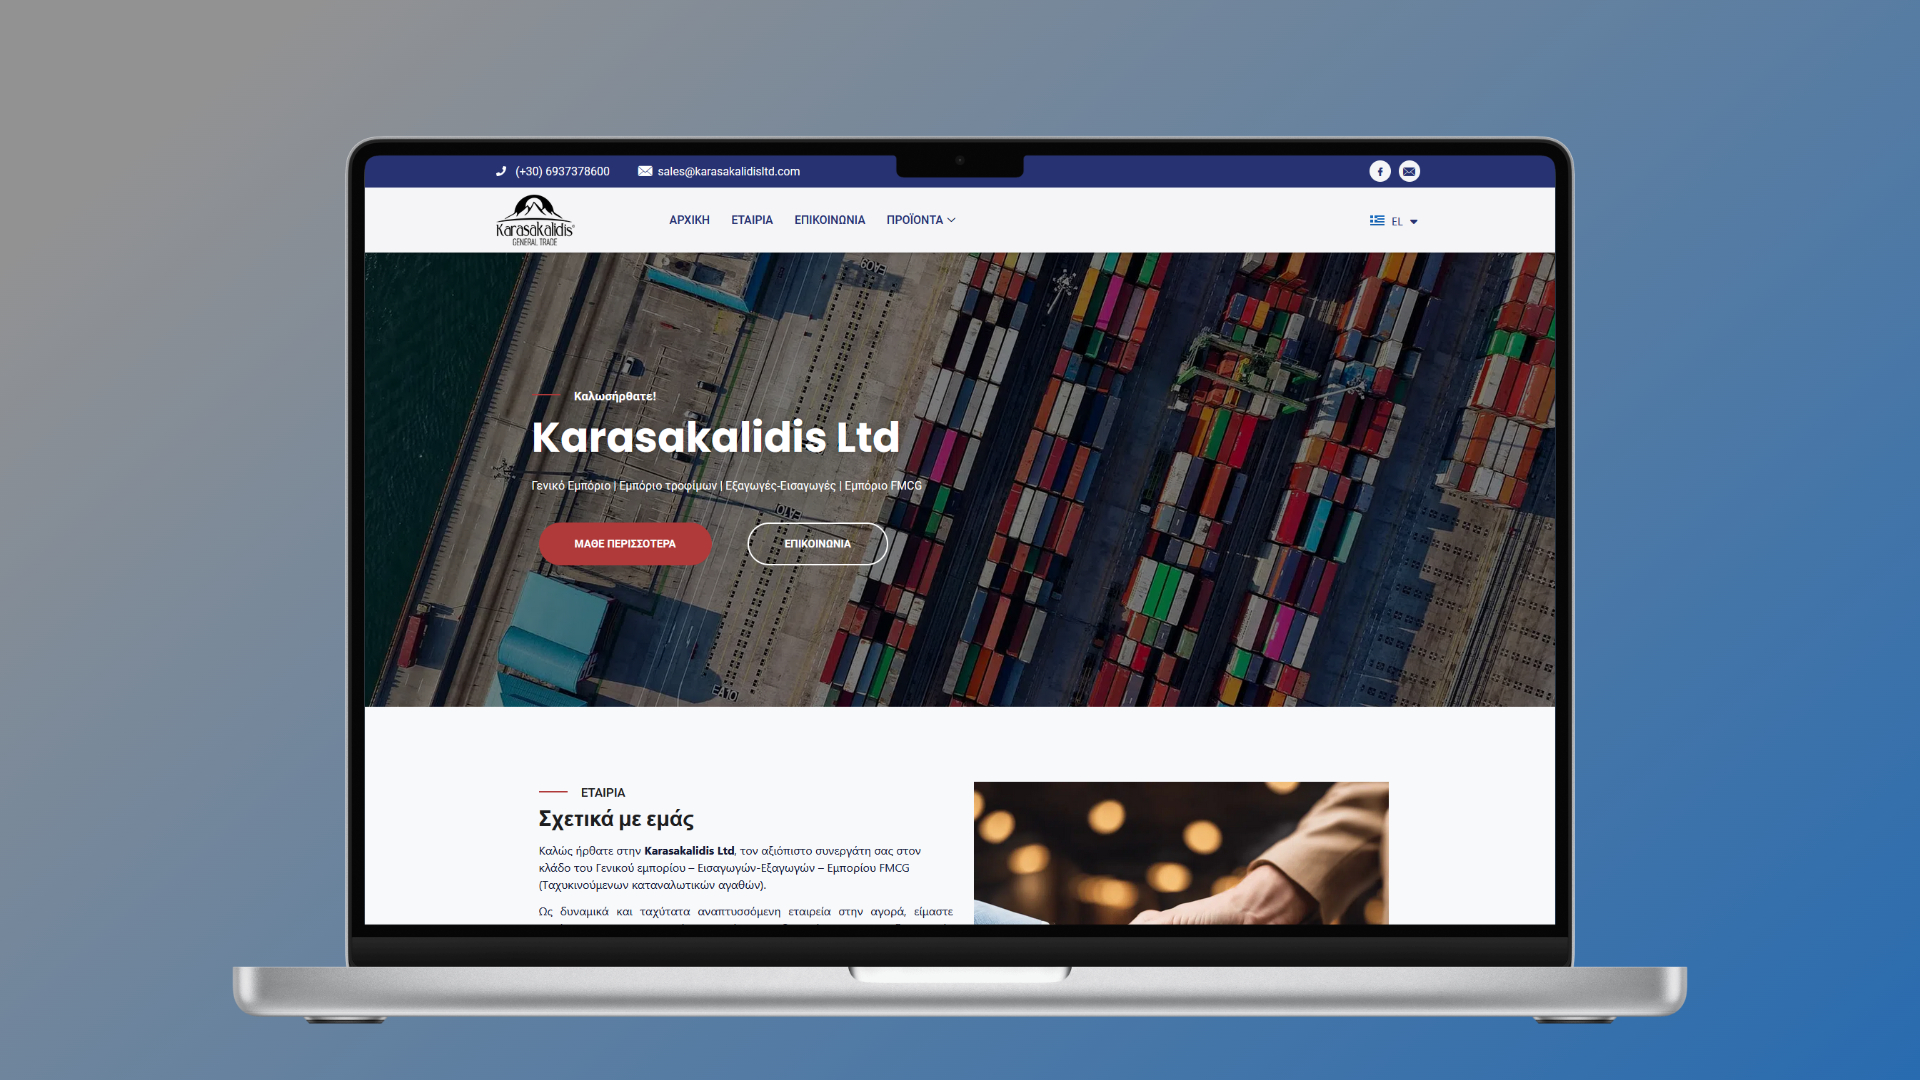 (+30) 6937378600
sales@karasakalidisltd.com
Karasakalidis®
GENERAL TRADE
ΑΡΧΙΚΗ ΕΤΑΙΡΙΑ ΕΠΙΚΟΙΝΩΝΙΑ ΠΡΟΪΟΝΤΑ
EL
EA09
Καλωσήρθατε!
Karasakalidis Ltd
Γενικό Εμπόριο | Εμπόριο τροφίμων | Εξαγωγές-Εισαγωγές | Εμπόριο FMCG
EA10
ΜΑΘΕ ΠΕΡΙΣΣΟΤΕΡΑ
ΕΠΙΚΟΙΝΩΝΙΑ
EA10
ΕΤΑΙΡΙΑ
Σχετικά με εμάς
Καλώς ήρθατε στην Karasakalidis Ltd, τον αξιόπιστο συνεργάτη σας στον
κλάδο του Γενικού εμπορίου – Εισαγωγών-Εξαγωγών – Εμπορίου FMCG
(Ταχυκινούμενων καταναλωτικών αγαθών).
Ως δυναμικά και ταχύτατα αναπτυσσόμενη εταιρεία στην αγορά, είμαστε